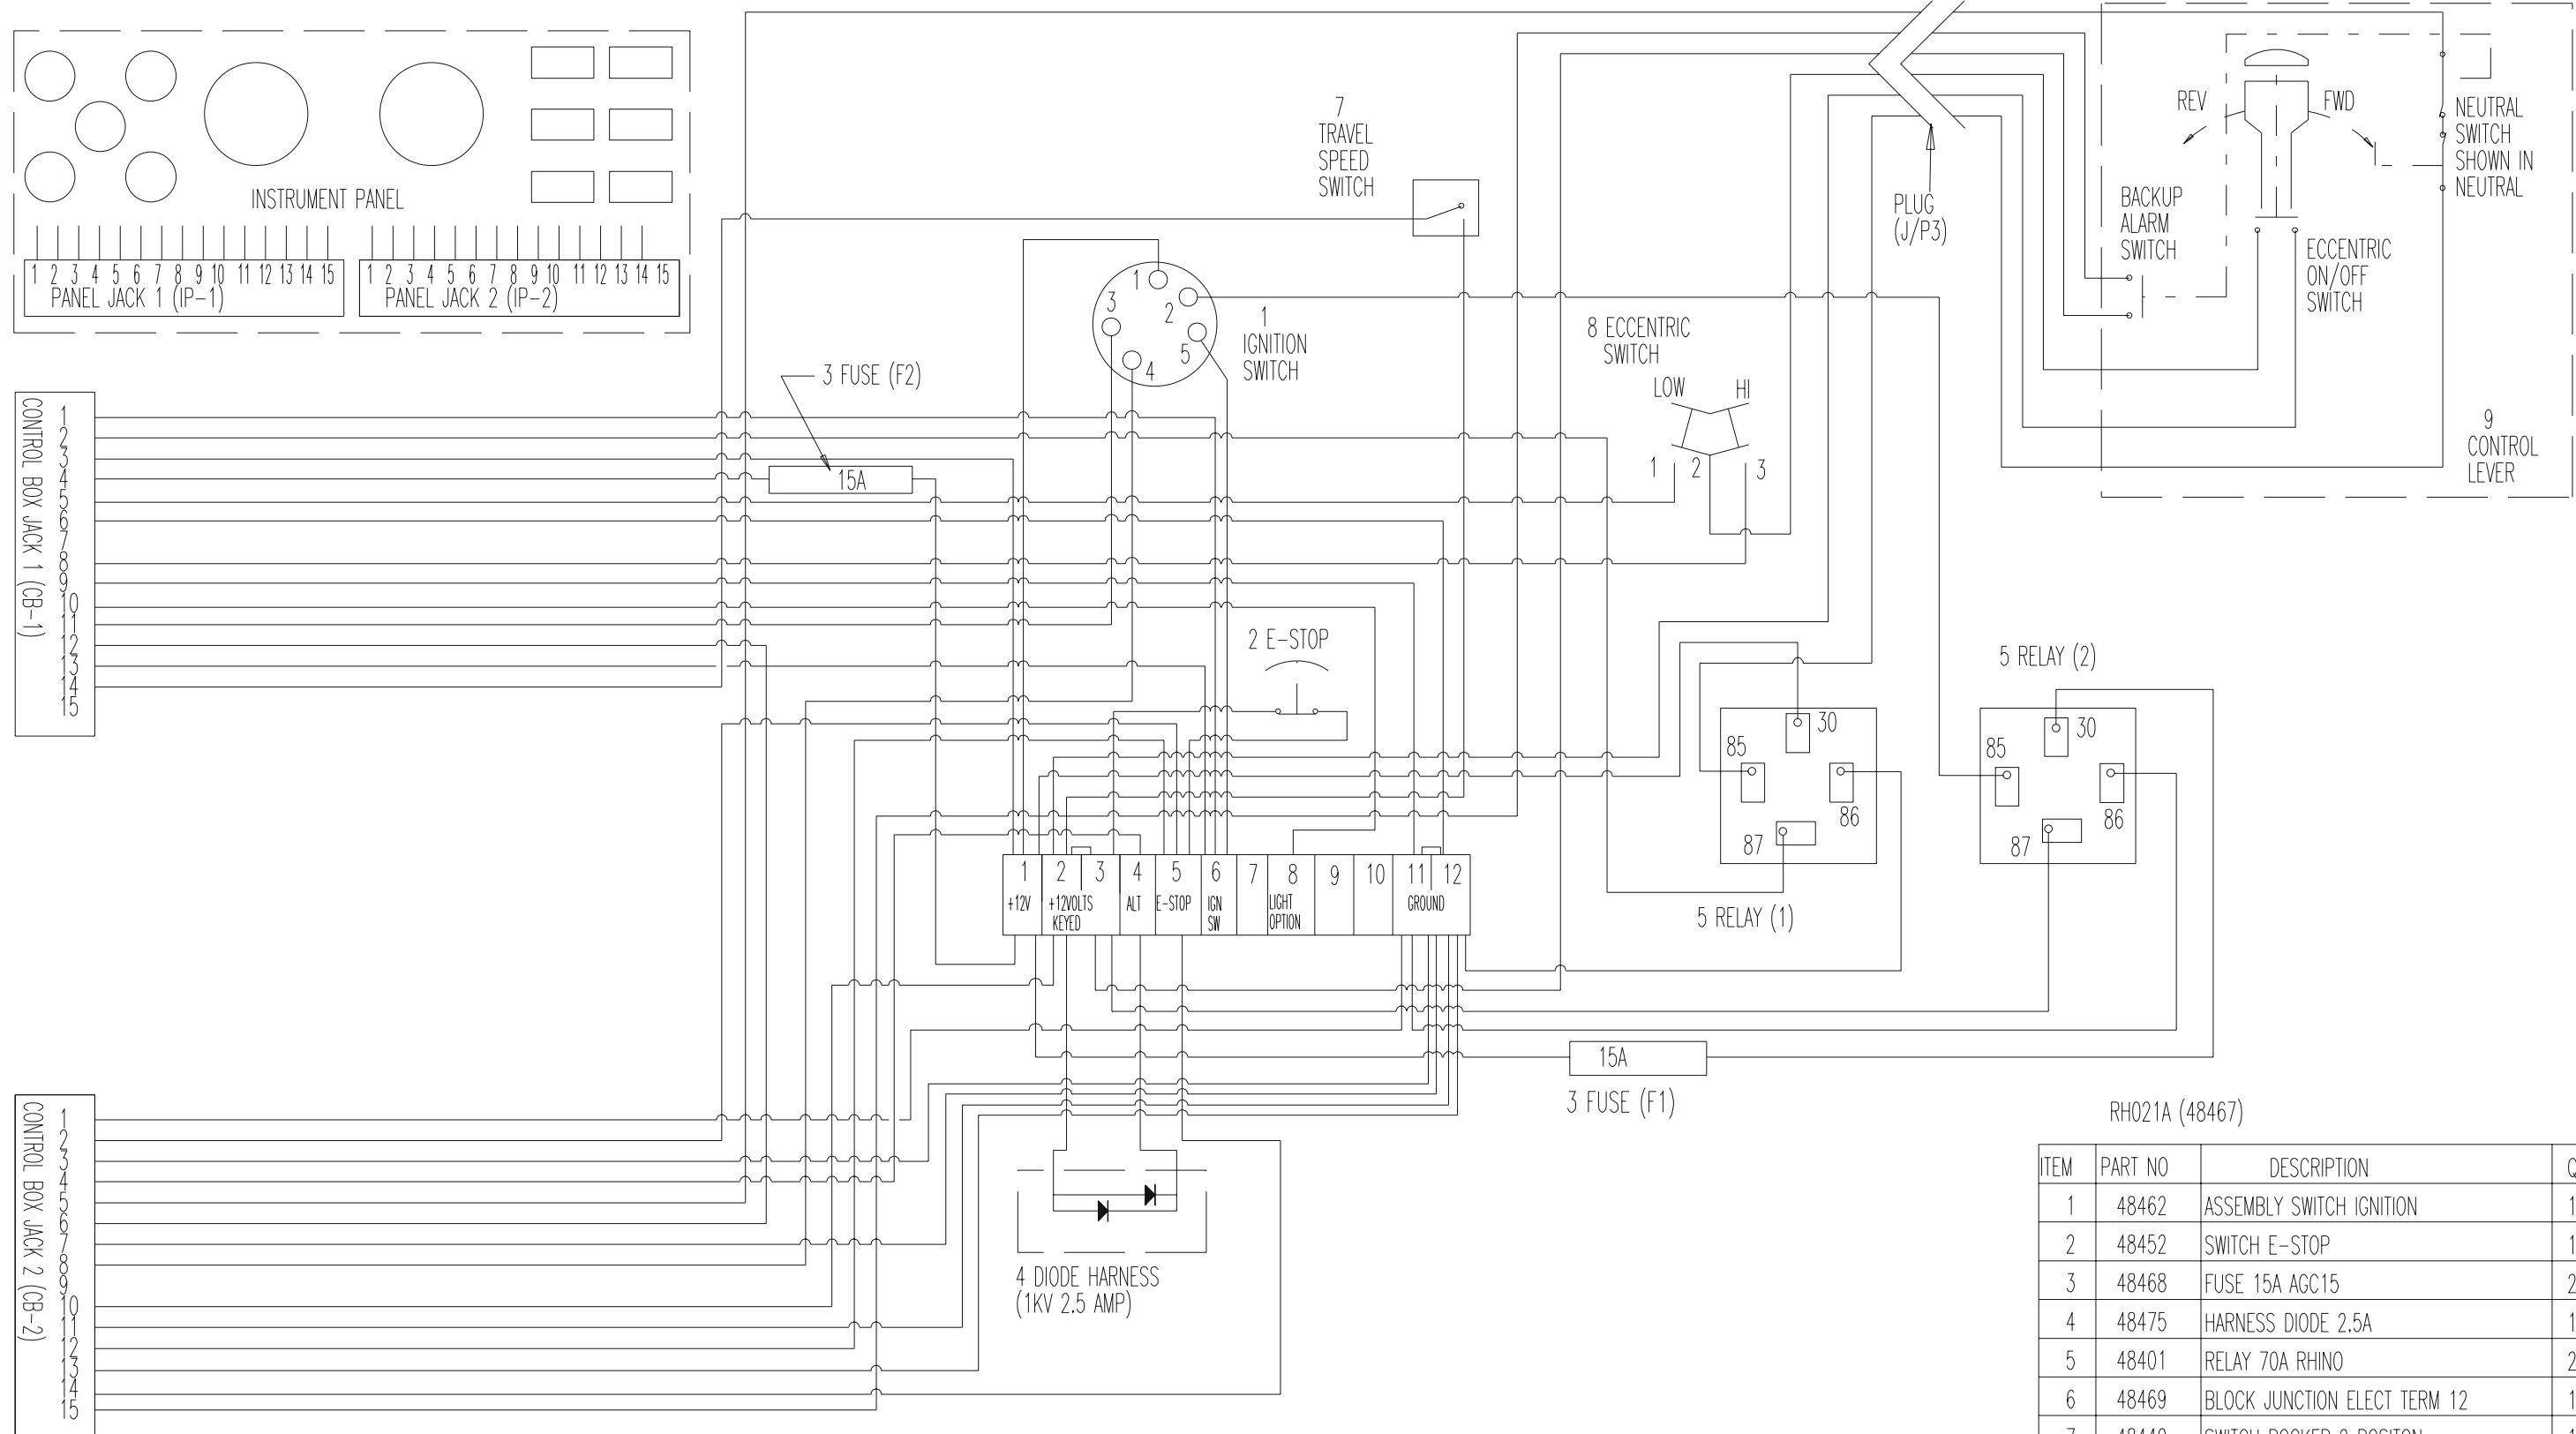 INSTRUMENT PANEL
1 2 3 4 5 6 7 8 9 10 11 12 13 14 15
PANEL JACK 1 (IP-1)
1 2 3 4 5 6 7 8 9 10 11 12 13 14 15
PANEL JACK 2 (IP-2)
7
TRAVEL
SPEED
SWITCH
1
2
3
4
5
1
IGNITION
SWITCH
3 FUSE (F2)
15A
8 ECCENTRIC
SWITCH
LOW
HI
1
2
3
PLUG
(J/P3)
REV
FWD
BACKUP
ALARM
SWITCH
ECCENTRIC
ON/OFF
SWITCH
NEUTRAL
SWITCH
SHOWN IN
NEUTRAL
9
CONTROL
LEVER
CONTROL BOX JACK 1 (CB-1)
1
2
3
4
5
6
7
8
9
10
11
12
13
14
15
2 E-STOP
5 RELAY (2)
30
85
86
87
30
85
86
87
5 RELAY (1)
1 2 3 4 5 6 7 8 9 10 11 12
+12V
+12VOLTS
KEYED
ALT
E-STOP
IGN
SW
LIGHT
OPTION
GROUND
15A
3 FUSE (F1)
CONTROL BOX JACK 2 (CB-2)
1
2
3
4
5
6
7
8
9
10
11
12
13
14
15
4 DIODE HARNESS
(1KV 2.5 AMP)
RH021A (48467)
ITEM PART NO DESCRIPTION
1 48462 ASSEMBLY SWITCH IGNITION 1
2 48452 SWITCH E-STOP 1
3 48468 FUSE 15A AGC15 2
4 48475 HARNESS DIODE 2.5A 1
5 48401 RELAY 70A RHINO 2
6 48469 BLOCK JUNCTION ELECT TERM 12 1